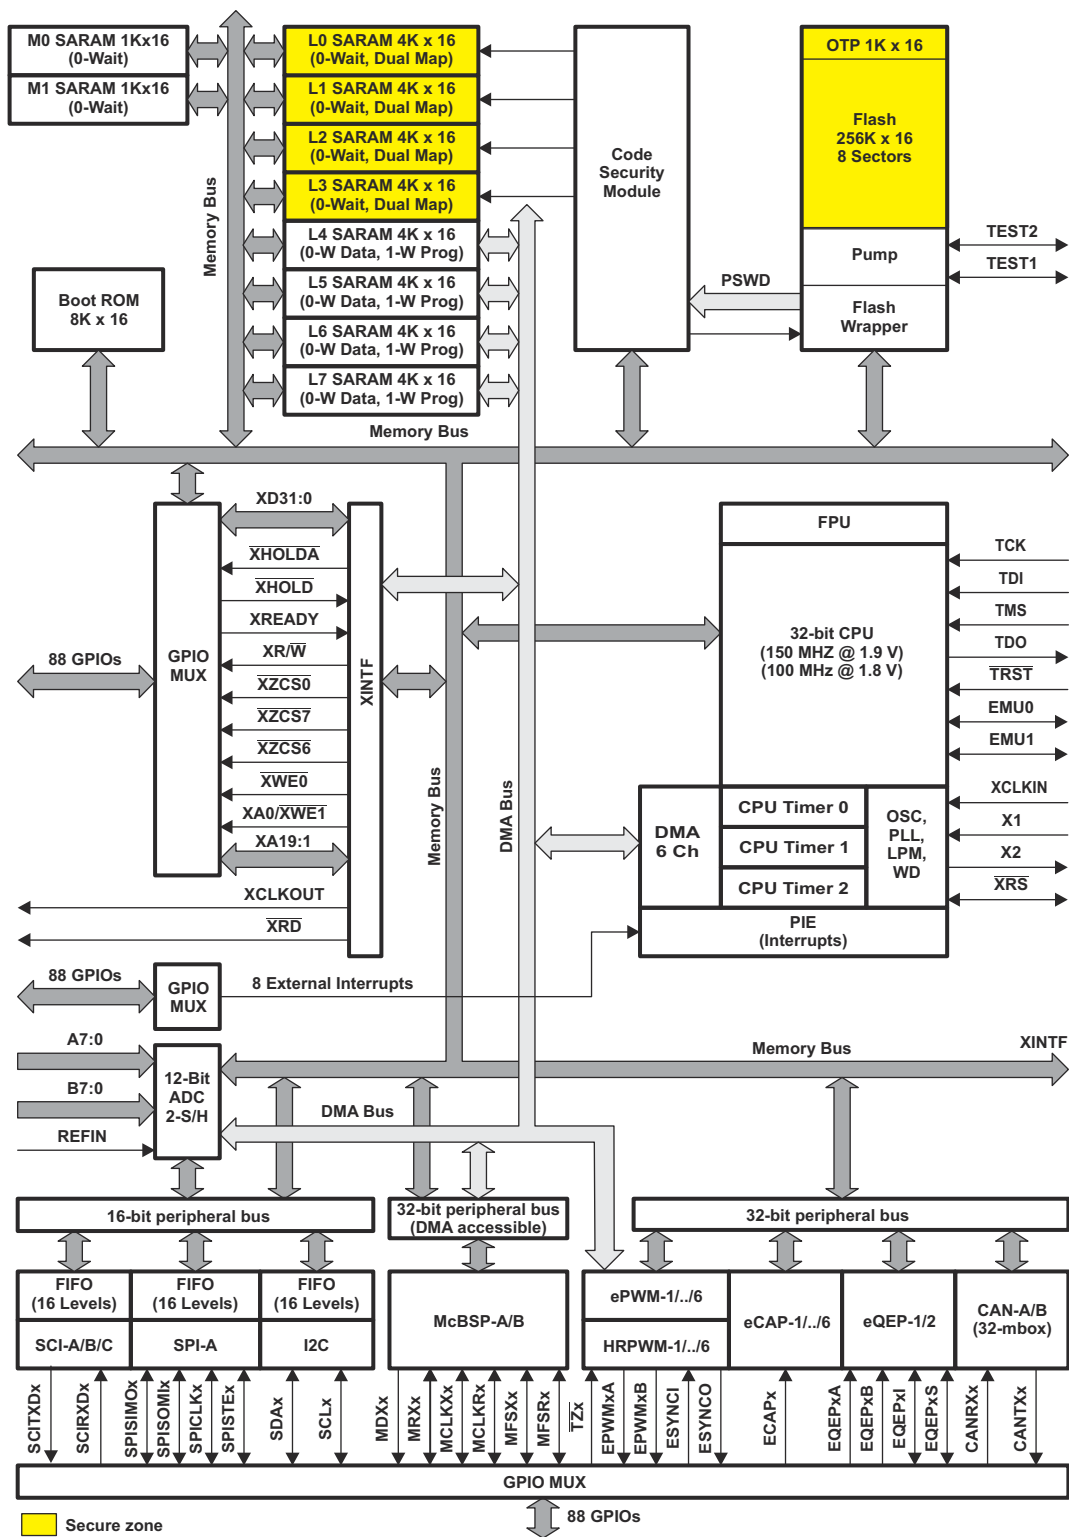 M0 SARAM 1Kx16
(0-Wait)
M1 SARAM 1Kx16
(0-Wait)
L0 SARAM 4K x 16
(0-Wait, Dual Map)
L1 SARAM 4K x 16
(0-Wait, Dual Map)
L2 SARAM 4K x 16
(0-Wait, Dual Map)
L3 SARAM 4K x 16
(0-Wait, Dual Map)
L4 SARAM 4K x 16
(0-W Data, 1-W Prog)
L5 SARAM 4K x 16
(0-W Data, 1-W Prog)
L6 SARAM 4K x 16
(0-W Data, 1-W Prog)
L7 SARAM 4K x 16
(0-W Data, 1-W Prog)
Memory Bus
Boot ROM
8K x 16
Code
Security
Module
OTP 1K x 16
Flash
256K x 16
8 Sectors
Pump
Flash
Wrapper
TEST2
TEST1
PSWD
Memory Bus
88 GPIOs
GPIO
MUX
XD31:0
XHOLDA
XHOLD
XREADY
XR/W
XZCS0
XZCS7
XZCS6
XWE0
XA0/XWE1
XA19:1
XCLKOUT
XRD
XINTF
Memory Bus
DMA Bus
FPU
32-bit CPU
(150 MHZ @ 1.9 V)
(100 MHz @ 1.8 V)
TCK
TDI
TMS
TDO
TRST
EMU0
EMU1
XCLKIN
X1
X2
XRS
DMA
6 Ch
CPU Timer 0
CPU Timer 1
CPU Timer 2
OSC,
PLL,
LPM,
WD
PIE
(Interrupts)
88 GPIOs
GPIO
MUX
8 External Interrupts
A7:0
B7:0
REFIN
12-Bit
ADC
2-S/H
Memory Bus
XINTF
DMA Bus
16-bit peripheral bus
32-bit peripheral bus
(DMA accessible)
32-bit peripheral bus
FIFO
(16 Levels)
FIFO
(16 Levels)
FIFO
(16 Levels)
SCI-A/B/C
SPI-A
I2C
McBSP-A/B
ePWM-1/../6
HRPWM-1/../6
eCAP-1/../6
eQEP-1/2
CAN-A/B
(32-mbox)
SCITXDx
SCIRXDx
SPISIMOx
SPISOMIx
SPICLKx
SPISTEx
SDAx
SCLx
MDXx
MRXx
MCLKXx
MCLKRx
MFSXx
MFSRx
TZx
EPWMxA
EPWMxB
ESYNCI
ESYNCO
ECAPx
EQEPxA
EQEPxB
EQEPxI
EQEPxS
CANRXx
CANTXx
GPIO MUX
88 GPIOs
Secure zone